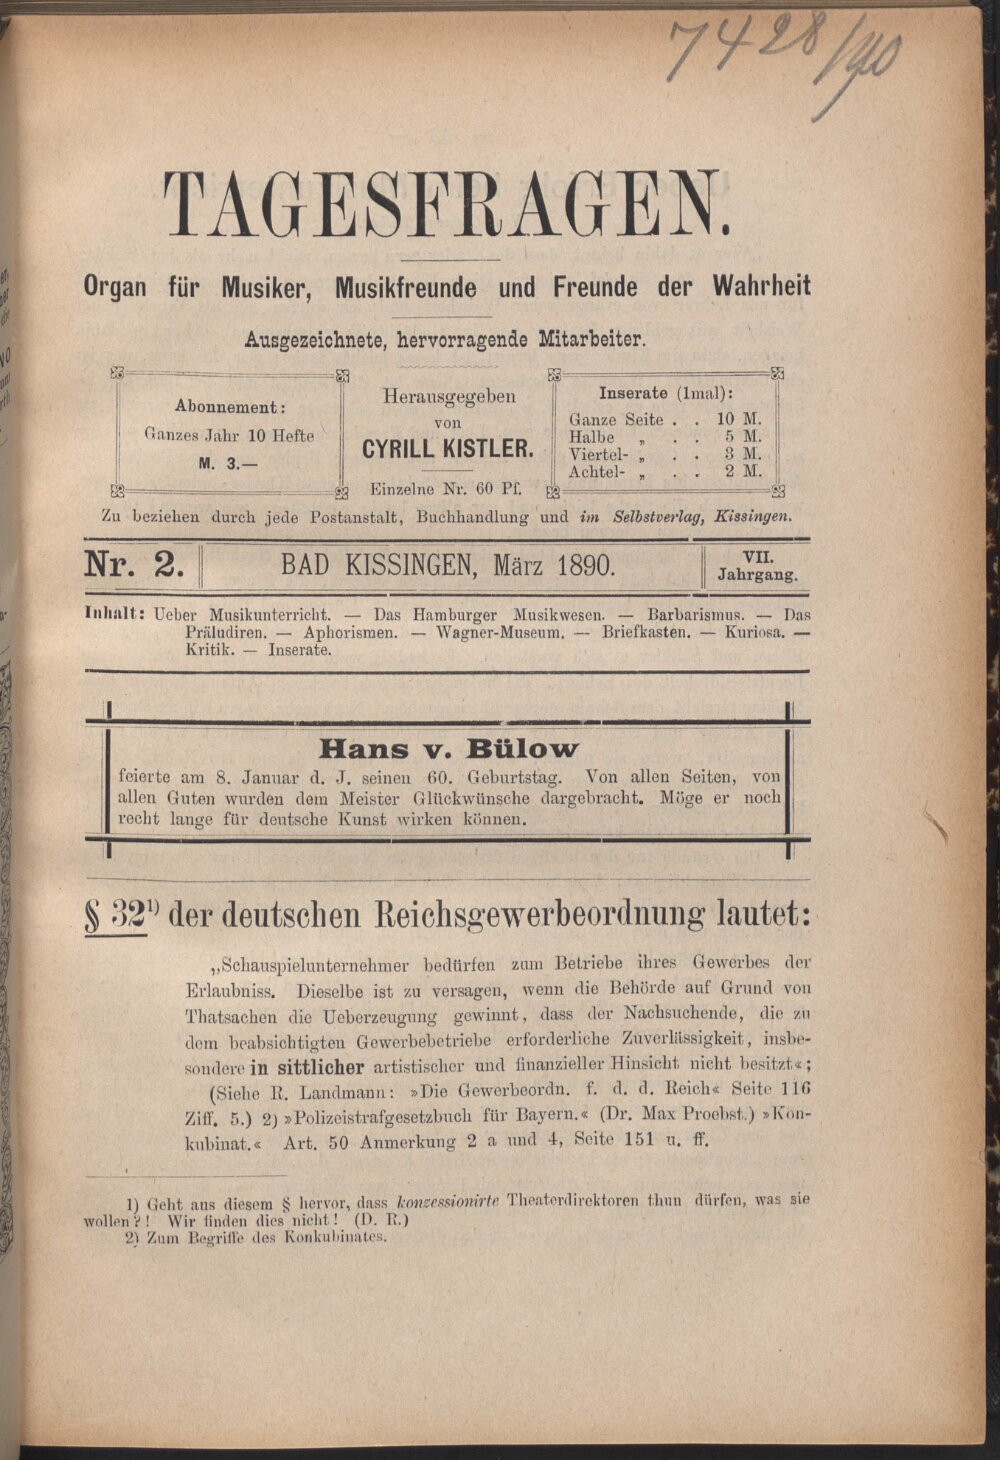 7428/90
TAGESFRAGEN.
Organ für Musiker, Musikfreunde und Freunde der Wahrheit
Ausgezeichnete, hervorragende Mitarbeiter.
Abonnement:
Ganzes Jahr 10 Hefte
M. 3.—
Herausgegeben
von
CYRILL KISTLER.
Einzelne Nr. 60 Pf.
Inserate (1mal):
Ganze Seite . . 10 M.
Halbe „ . . 5 M.
Viertel- „ . . 3 M.
Achtel- „ . . 2 M.
Zu beziehen durch jede Postanstalt, Buchhandlung und im Selbstverlag, Kissingen.
Nr. 2.
BAD KISSINGEN, März 1890.
VII.
Jahrgang.
Inhalt: Ueber Musikunterricht. — Das Hamburger Musikwesen. — Barbarismus. — Das
Präludiren. — Aphorismen. — Wagner-Museum. — Briefkasten. — Kuriosa. —
Kritik. — Inserate.
Hans v. Bülow
feierte am 8. Januar d. J. seinen 60. Geburtstag. Von allen Seiten, von
allen Guten wurden dem Meister Glückwünsche dargebracht. Möge er noch
recht lange für deutsche Kunst wirken können.
§ 32¹) der deutschen Reichsgewerbeordnung lautet:
„Schauspielunternehmer bedürfen zum Betriebe ihres Gewerbes der
Erlaubniss. Dieselbe ist zu versagen, wenn die Behörde auf Grund von
Thatsachen die Ueberzeugung gewinnt, dass der Nachsuchende, die zu
dem beabsichtigten Gewerbebetriebe erforderliche Zuverlässigkeit, insbe-
sondere in sittlicher artistischer und finanzieller Hinsicht nicht besitzt«;
(Siehe R. Landmann: »Die Gewerbeordn. f. d. d. Reich« Seite 116
Ziff. 5.) 2) »Polizeistrafgesetzbuch für Bayern.« (Dr. Max Proebst.) »Kon-
kubinat.« Art. 50 Anmerkung 2 a und 4, Seite 151 u. ff.
1) Geht aus diesem § hervor, dass konzessionirte Theaterdirektoren thun dürfen, was sie
wollen?! Wir finden dies nicht! (D. R.)
2) Zum Begriffe des Konkubinates.